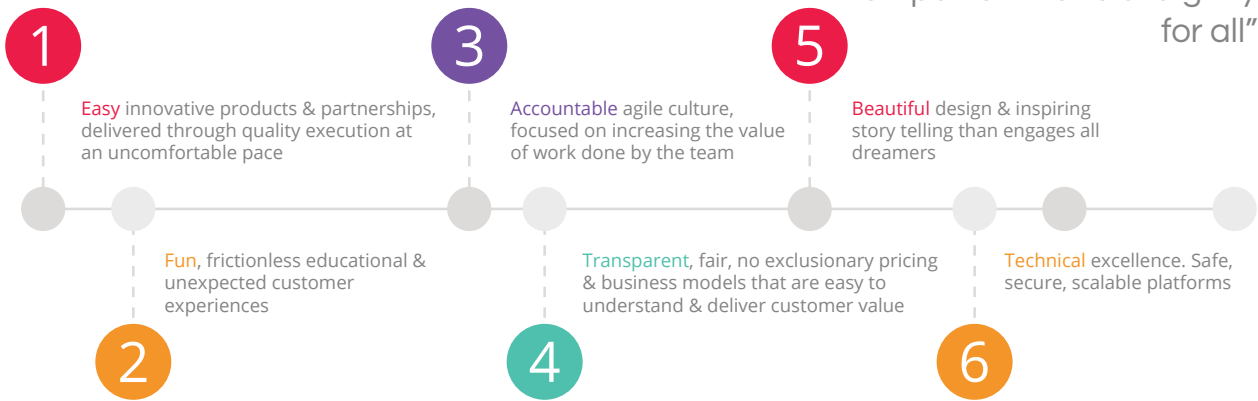 for all”
1
3
5
Easy innovative products & partnerships,
delivered through quality execution at
an uncomfortable pace
Accountable agile culture,
focused on increasing the value
of work done by the team
Beautiful design & inspiring
story telling than engages all
dreamers
Fun, frictionless educational &
unexpected customer
experiences
Transparent, fair, no exclusionary pricing
& business models that are easy to
understand & deliver customer value
Technical excellence. Safe,
secure, scalable platforms
2
4
6